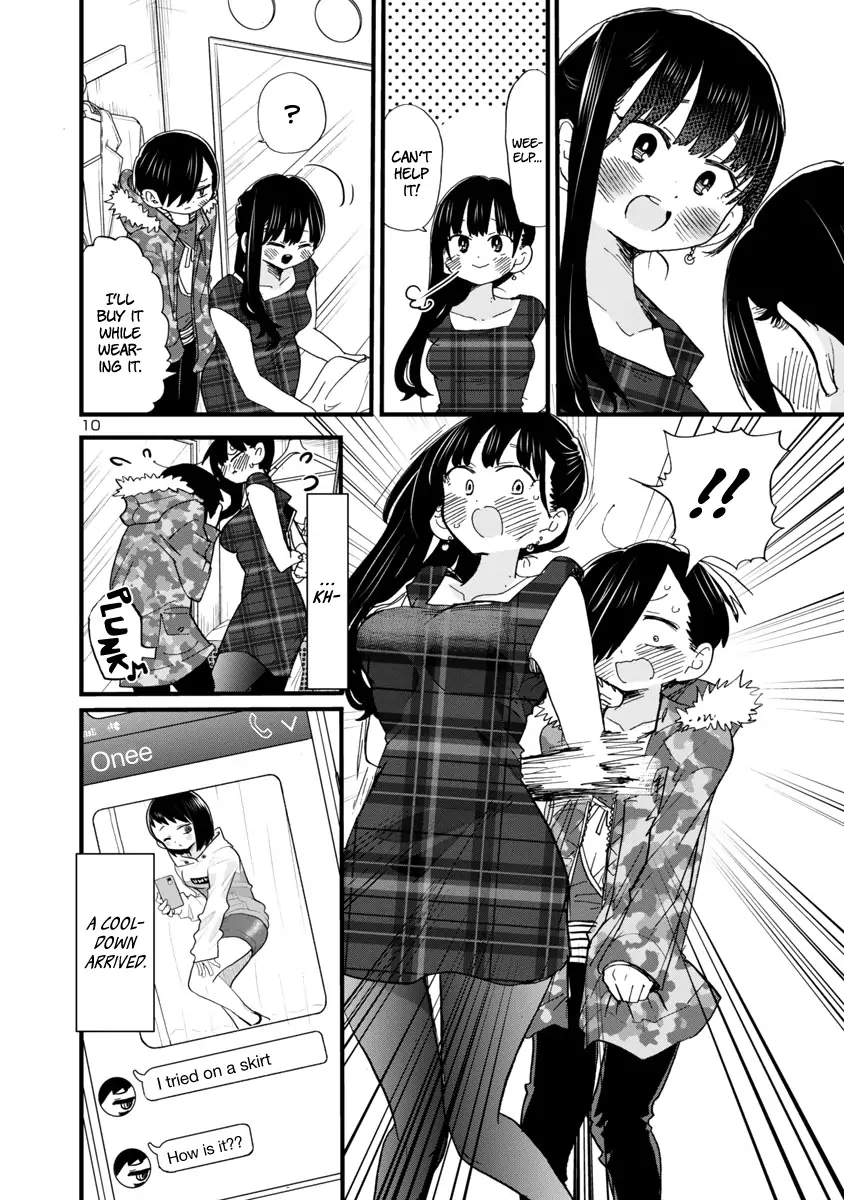 WEE-
ELP...
CAN'T
HELP
IT!
?
I'LL
BUY IT
WHILE
WEAR-
ING IT.
10
!!
...
KH-
PLUNK
Onee
A COOL-
DOWN
ARRIVED.
I tried on a skirt
How is it??